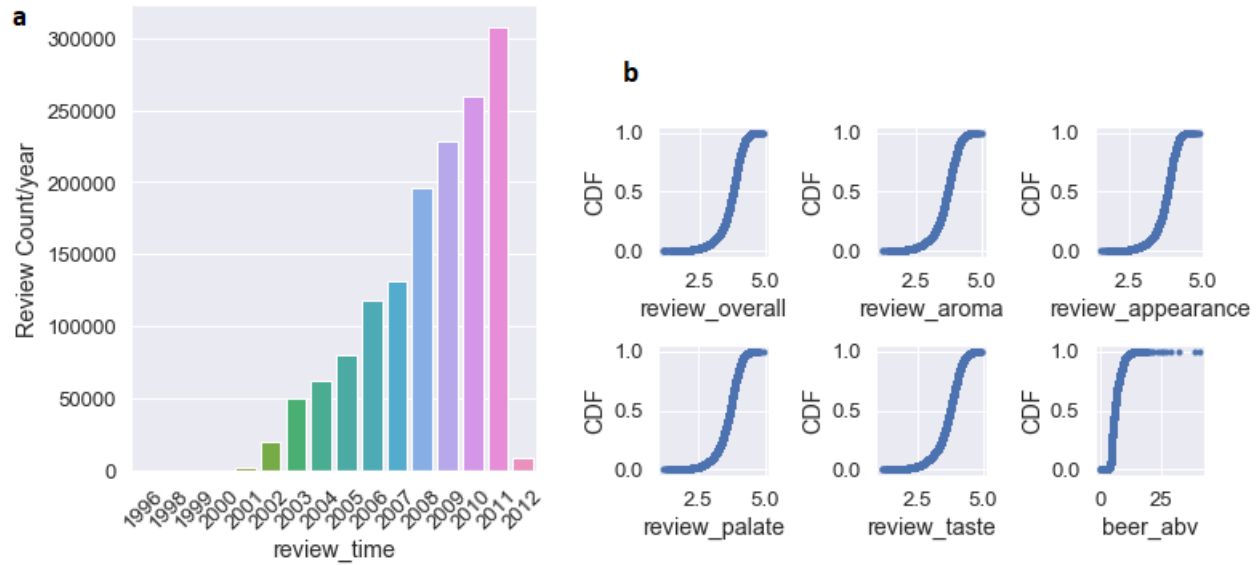 a
300000
250000
200000
150000
100000
50000
0
Review Count/year
1996
1998
1999
2000
2001
2002
2003
2004
2005
2006
2007
2008
2009
2010
2011
2012
review_time
b
1.0
0.5
0.0
CDF
2.5 5.0
review_overall
1.0
0.5
0.0
CDF
2.5 5.0
review_aroma
1.0
0.5
0.0
CDF
2.5 5.0
review_appearance
1.0
0.5
0.0
CDF
2.5 5.0
review_palate
1.0
0.5
0.0
CDF
2.5 5.0
review_taste
1.0
0.5
0.0
CDF
0 25
beer_abv